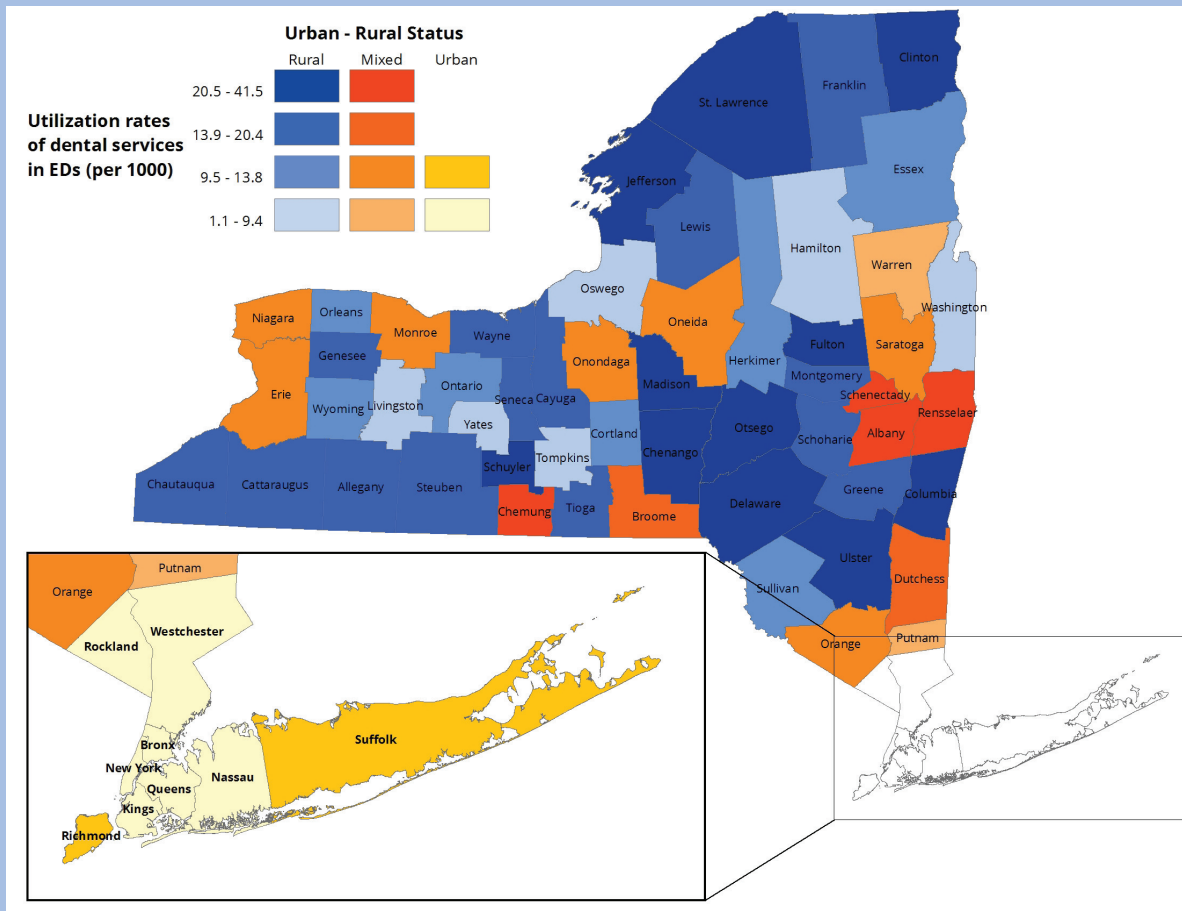 Urban - Rural Status
Rural Mixed Urban
Utilization rates
of dental services
in EDs (per 1000)
20.5 - 41.5
13.9 - 20.4
9.5 - 13.8
1.1 - 9.4
Clinton
Franklin
St. Lawrence
Essex
Jefferson
Lewis
Hamilton
Warren
Oswego
Washington
Niagara
Orleans
Monroe
Wayne
Oneida
Fulton
Saratoga
Genesee
Onondaga
Herkimer
Montgomery
Erie
Wyoming
Livingston
Ontario
Seneca
Cayuga
Madison
Schenectady
Rensselaer
Yates
Cortland
Otsego
Schoharie
Albany
Chenango
Tompkins
Schuyler
Chautauqua
Cattaraugus
Allegany
Steuben
Chemung
Tioga
Broome
Delaware
Greene
Columbia
Ulster
Dutchess
Sullivan
Orange
Putnam
Putnam
Orange
Westchester
Rockland
Bronx
New York
Queens
Nassau
Suffolk
Kings
Richmond